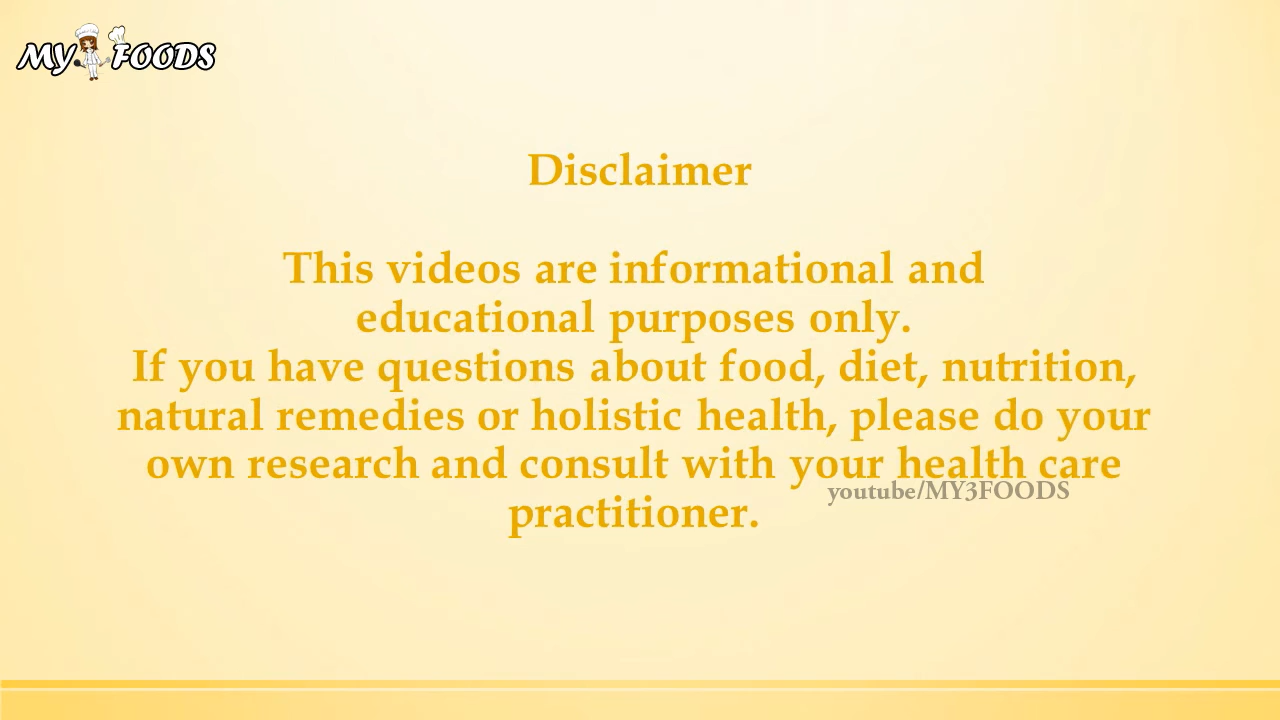 MY FOODS
Disclaimer
This videos are informational and
educational purposes only.
If you have questions about food, diet, nutrition,
natural remedies or holistic health, please do your
own research and consult with your health care
youtube/MY3FOODS
practitioner.